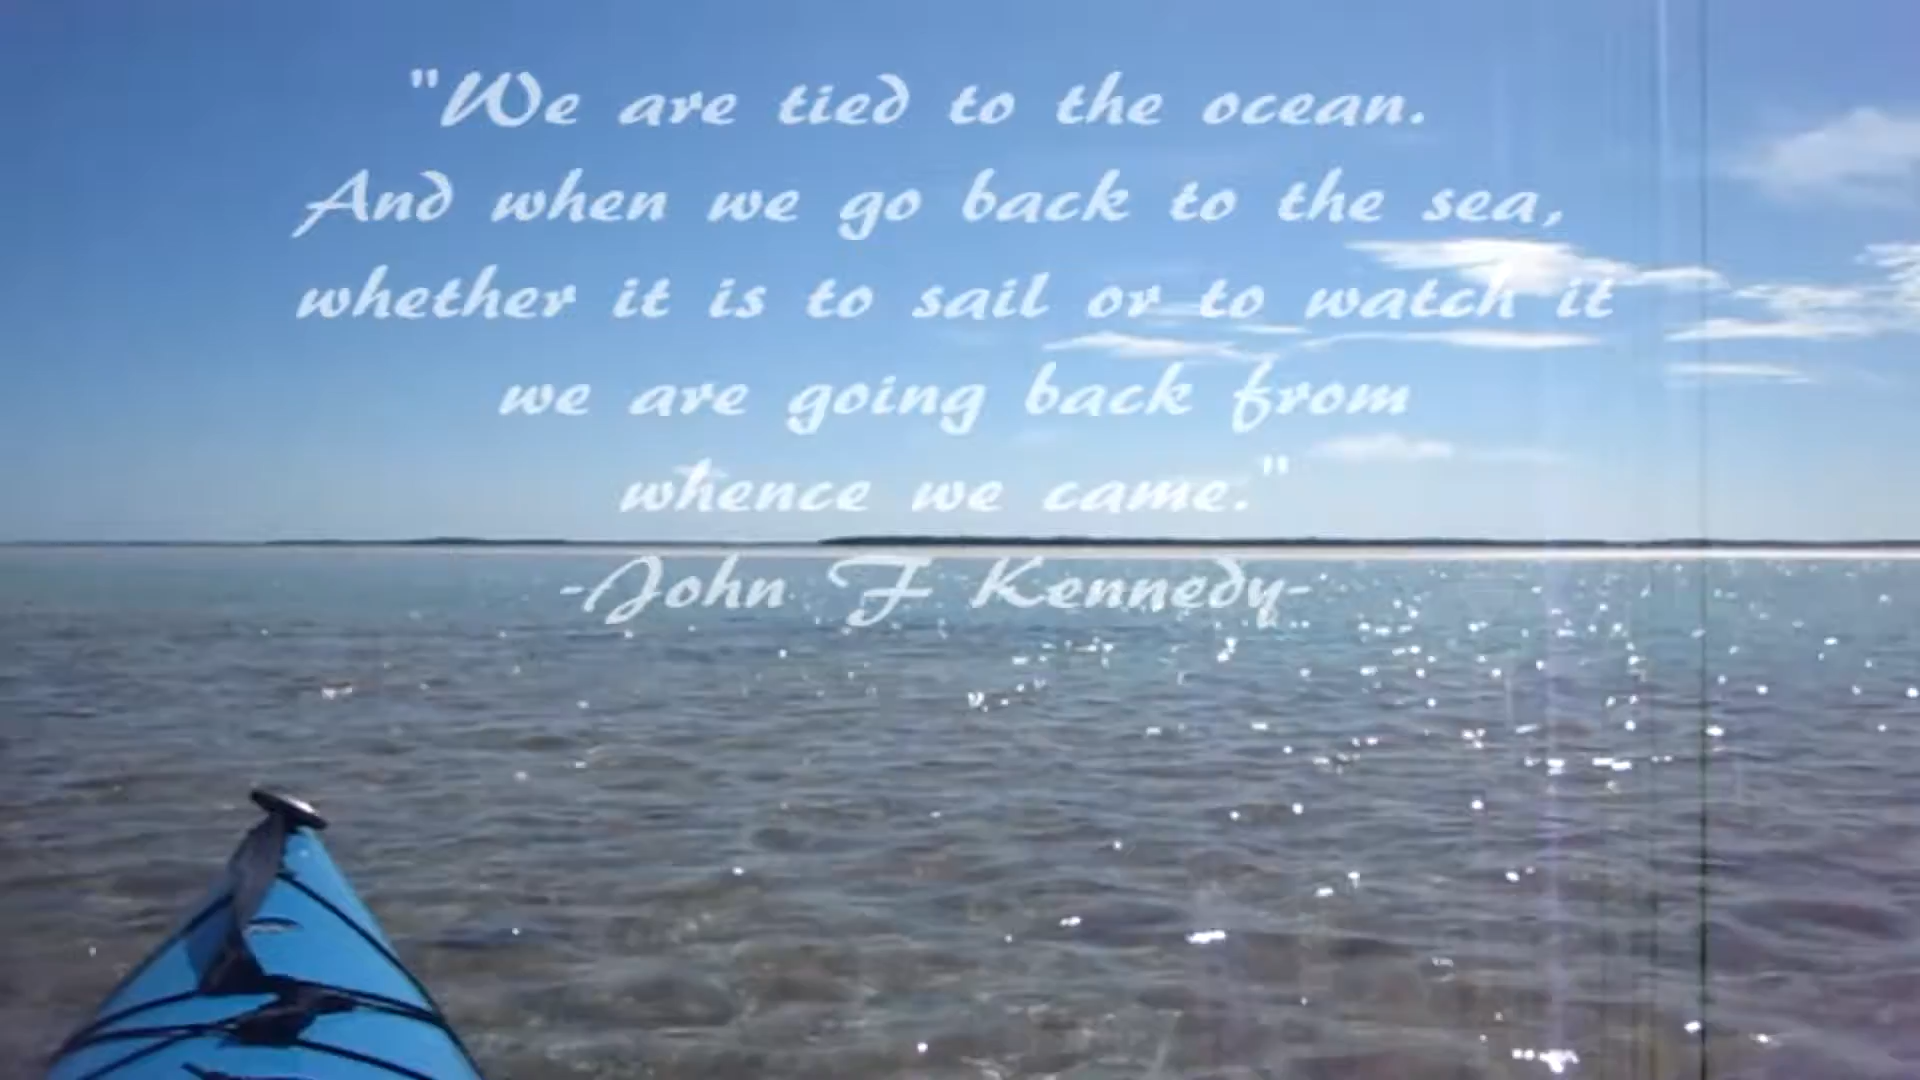 "We are tied to the ocean.
And when we go back to the sea,
whether it is to sail or to watch it
we are going back from
whence we came."
-John F Kennedy-